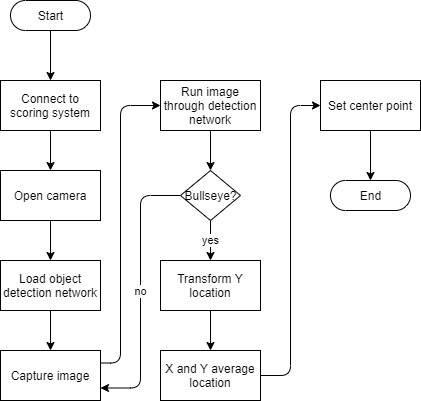 Start
Connect to
scoring system
Open camera
Load object
detection network
Capture image
Run image
through detection
network
Bullseye?
yes
no
Transform Y
location
X and Y average
location
Set center point
End